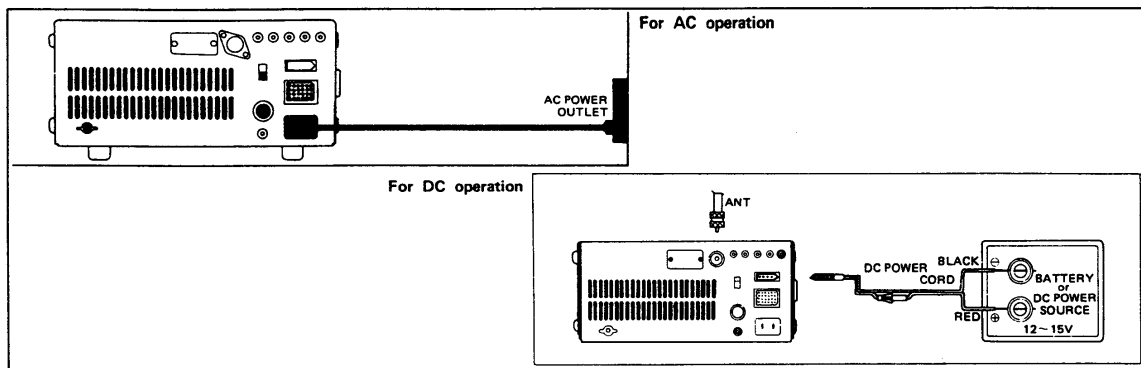 For AC operation
AC POWER
OUTLET
For DC operation
ANT
DC POWER
CORD
BLACK
RED
⊖
⊕
BATTERY
or
DC POWER
SOURCE
12~15V